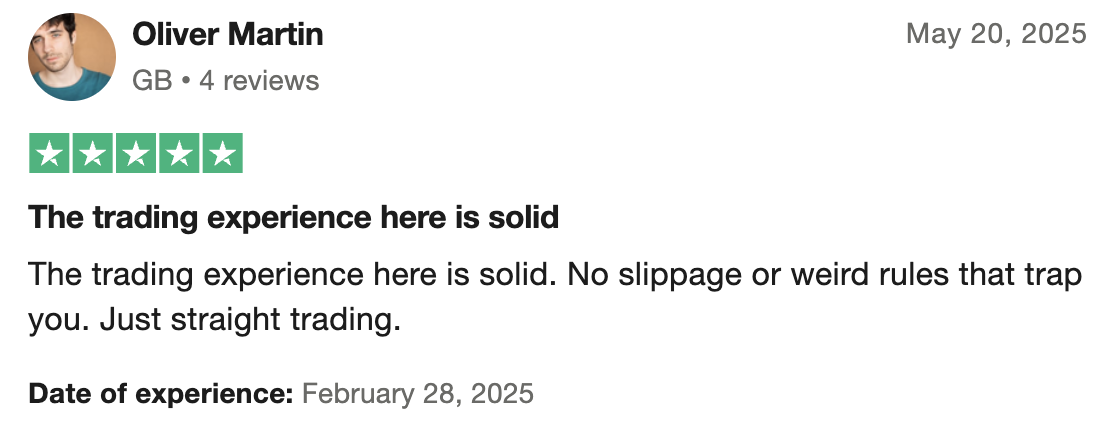 Oliver Martin
May 20, 2025
GB • 4 reviews
The trading experience here is solid
The trading experience here is solid. No slippage or weird rules that trap
you. Just straight trading.
Date of experience: February 28, 2025